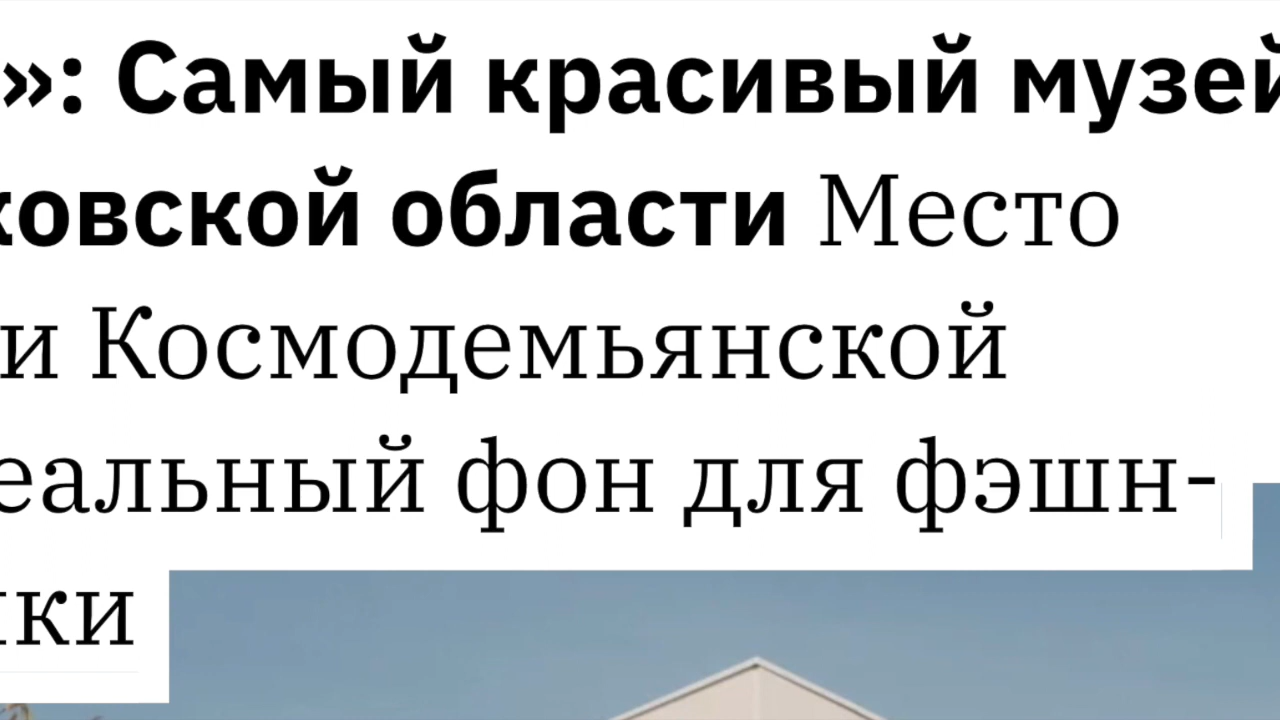 »: Самый красивый музей
ковской области Место
и Космодемьянской
еальный фон для фэшн-
ки